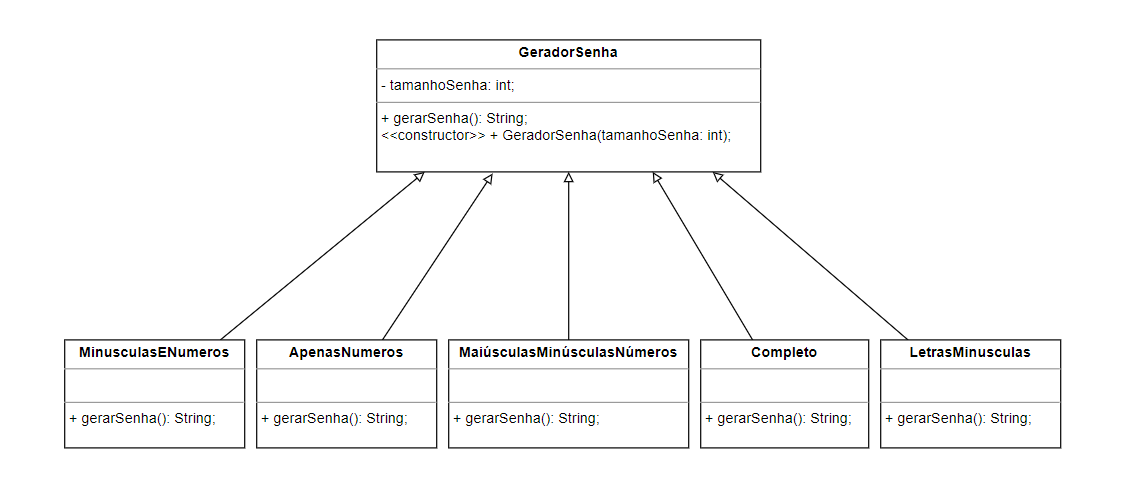 GeradorSenha
- tamanhoSenha: int;
+ gerarSenha(): String;
<<constructor>> + GeradorSenha(tamanhoSenha: int);
MinusculasENumeros
+ gerarSenha(): String;
ApenasNumeros
+ gerarSenha(): String;
MaiúsculasMinúsculasNúmeros
+ gerarSenha(): String;
Completo
+ gerarSenha(): String;
LetrasMinusculas
+ gerarSenha(): String;